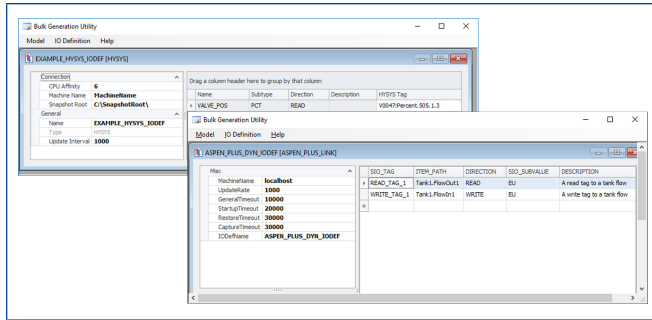 Bulk Generation Utility
Model IO Definition Help
EXAMPLE_HYSYS_IODEF [HYSYS]
Connection
CPU Affinity 6
Machine Name MachineName
Snapshot Root C:\SnapshotRoot\
General
Name EXAMPLE_HYSYS_IODEF
Type HYSYS
Update Interval 1000
Drag a column header here to group by that column
Name Subtype Direction Description HYSYS Tag
VALVE_POS PCT READ V0047:Percent.505.1.3
Bulk Generation Utility
Model IO Definition Help
ASPEN_PLUS_DYN_IODEF [ASPEN_PLUS_LINK]
Misc
MachineName localhost
UpdateRate 1000
GeneralTimeout 10000
StartupTimeout 20000
RestoreTimeout 30000
CaptureTimeout 30000
IODefName ASPEN_PLUS_DYN_IODEF
SIO_TAG ITEM_PATH DIRECTION SIO_SUBVALUE DESCRIPTION
READ_TAG_1 Tank1.FlowOut1 READ EU A read tag to a tank flow
WRITE_TAG_1 Tank1.FlowIn1 WRITE EU A write tag to a tank flow